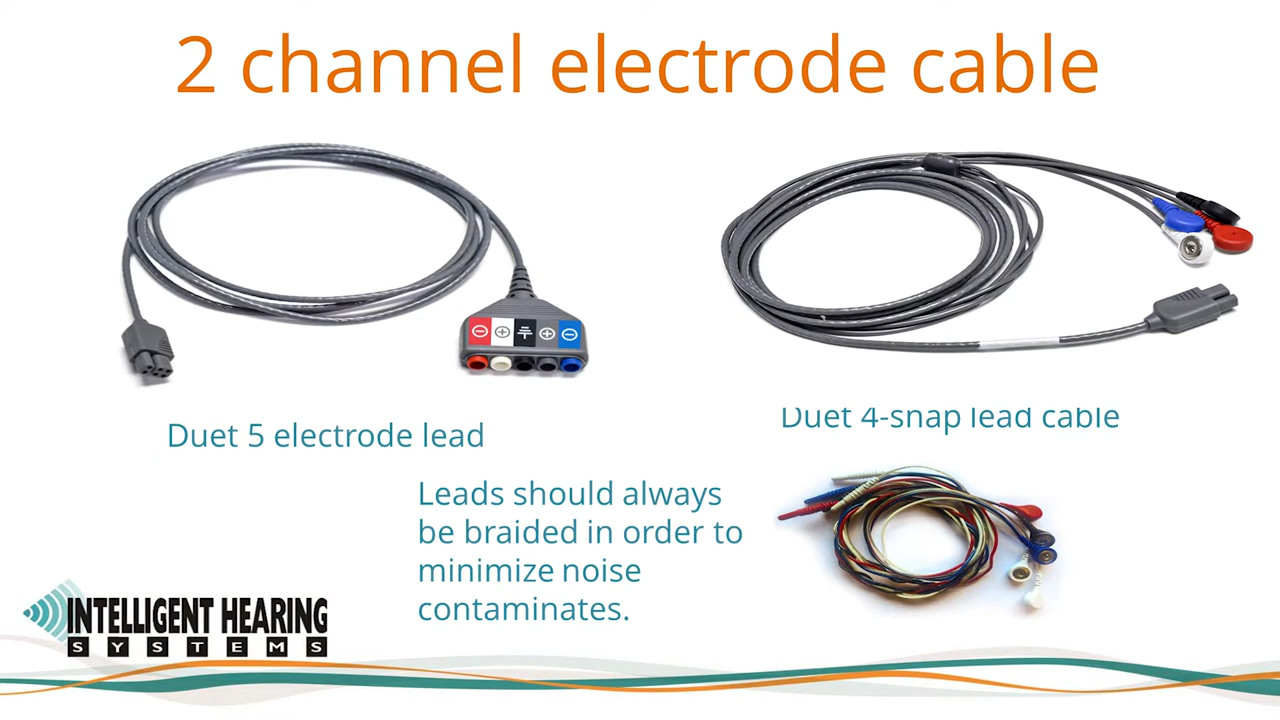 2 channel electrode cable
Duet 5 electrode lead
Duet 4-snap lead cable
Leads should always
be braided in order to
minimize noise
contaminates.
INTELLIGENT HEARING
SYSTEMS